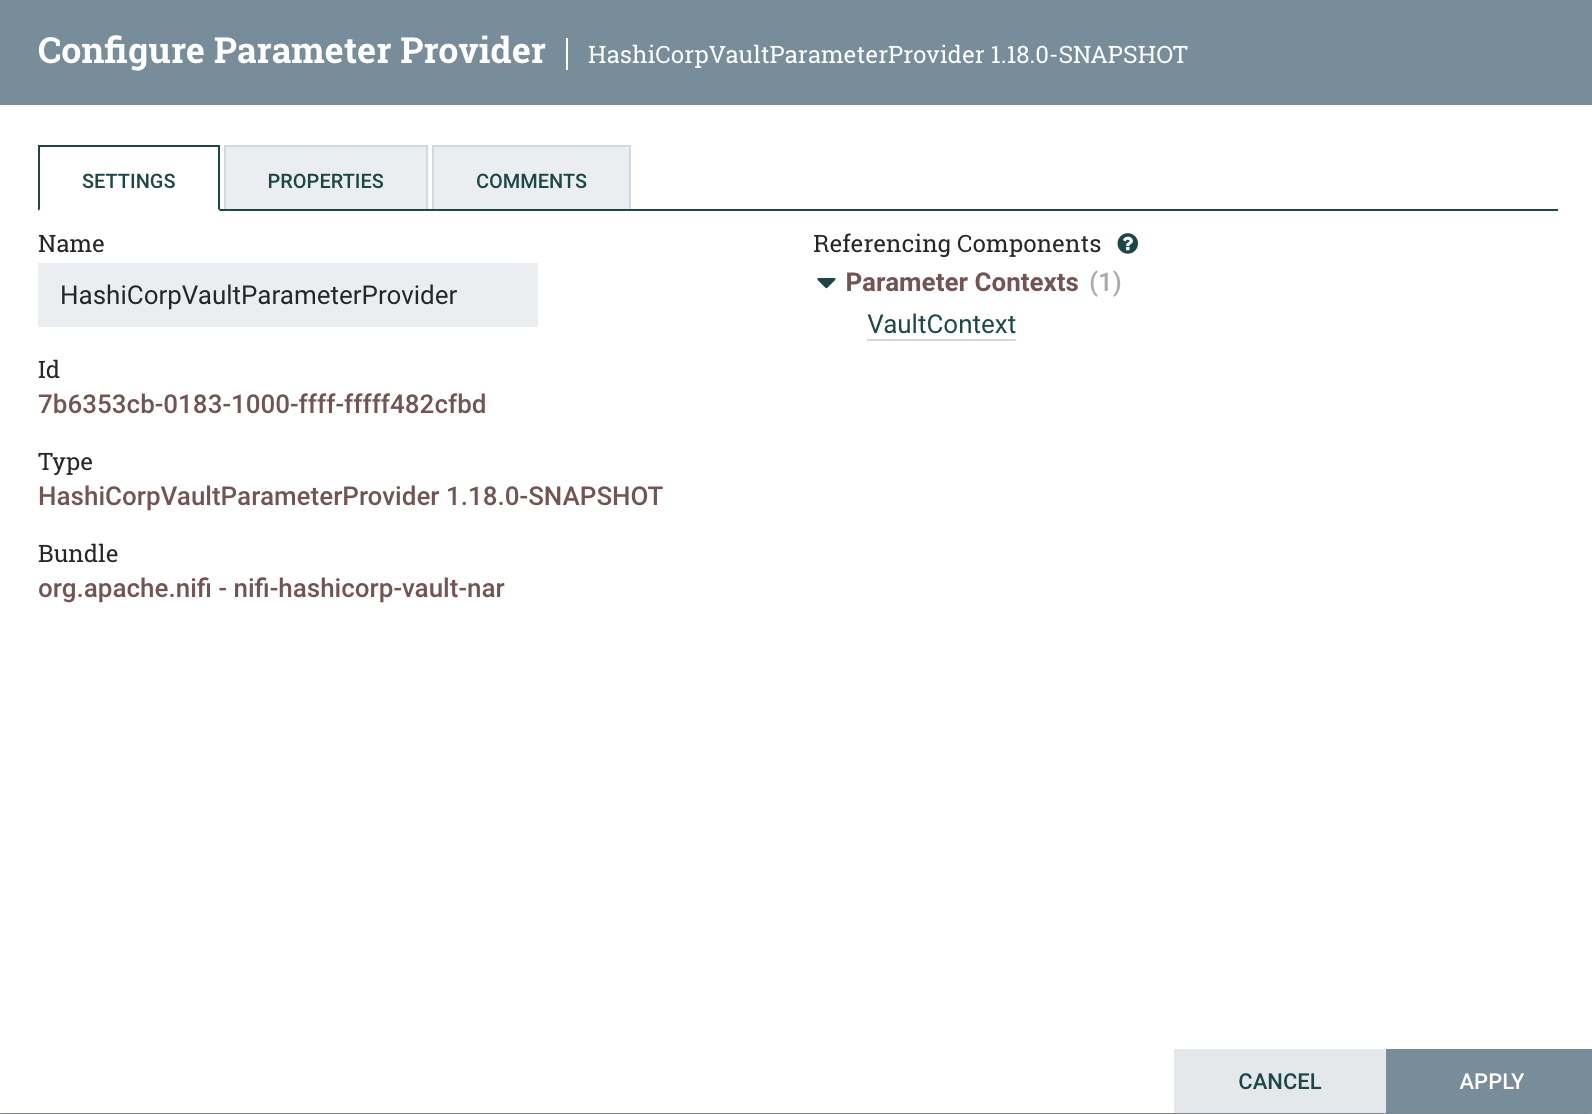 Configure Parameter Provider | HashiCorpVaultParameterProvider 1.18.0-SNAPSHOT
SETTINGS
PROPERTIES
COMMENTS
Name
HashiCorpVaultParameterProvider
Id
7b6353cb-0183-1000-ffff-fffff482cfbd
Type
HashiCorpVaultParameterProvider 1.18.0-SNAPSHOT
Bundle
org.apache.nifi - nifi-hashicorp-vault-nar
Referencing Components ?
Parameter Contexts (1)
VaultContext
CANCEL
APPLY